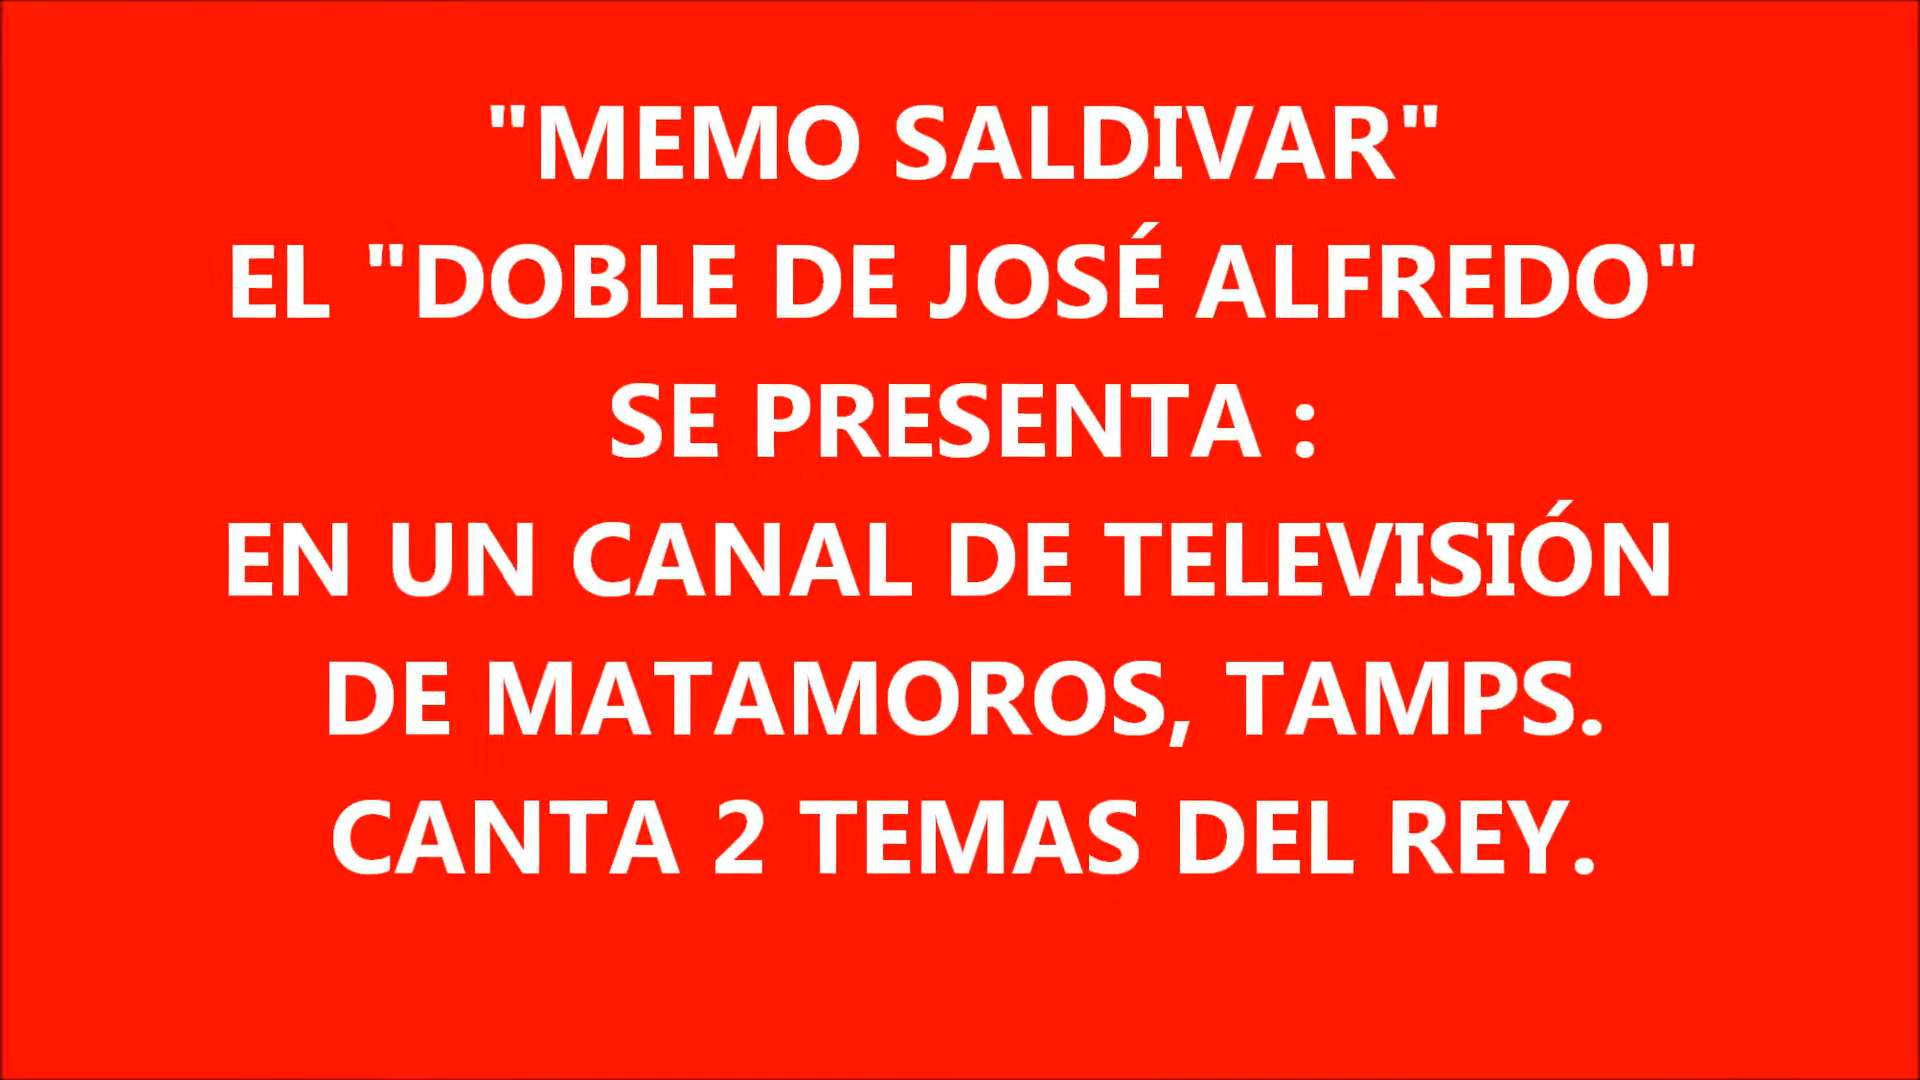 "MEMO SALDIVAR"
EL "DOBLE DE JOSÉ ALFREDO"
SE PRESENTA :
EN UN CANAL DE TELEVISIÓN
DE MATAMOROS, TAMPS.
CANTA 2 TEMAS DEL REY.